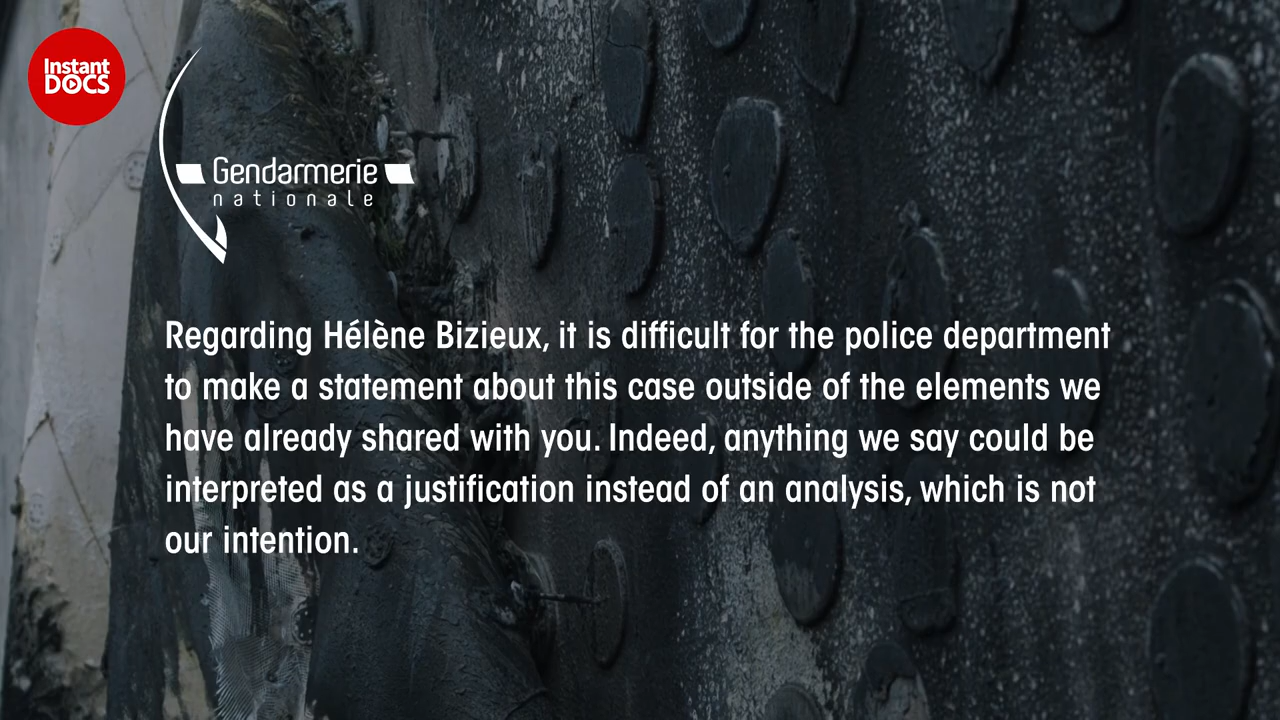 Instant
DOCS
Gendarmerie
nationale
Regarding Hélène Bizieux, it is difficult for the police department
to make a statement about this case outside of the elements we
have already shared with you. Indeed, anything we say could be
interpreted as a justification instead of an analysis, which is not
our intention.